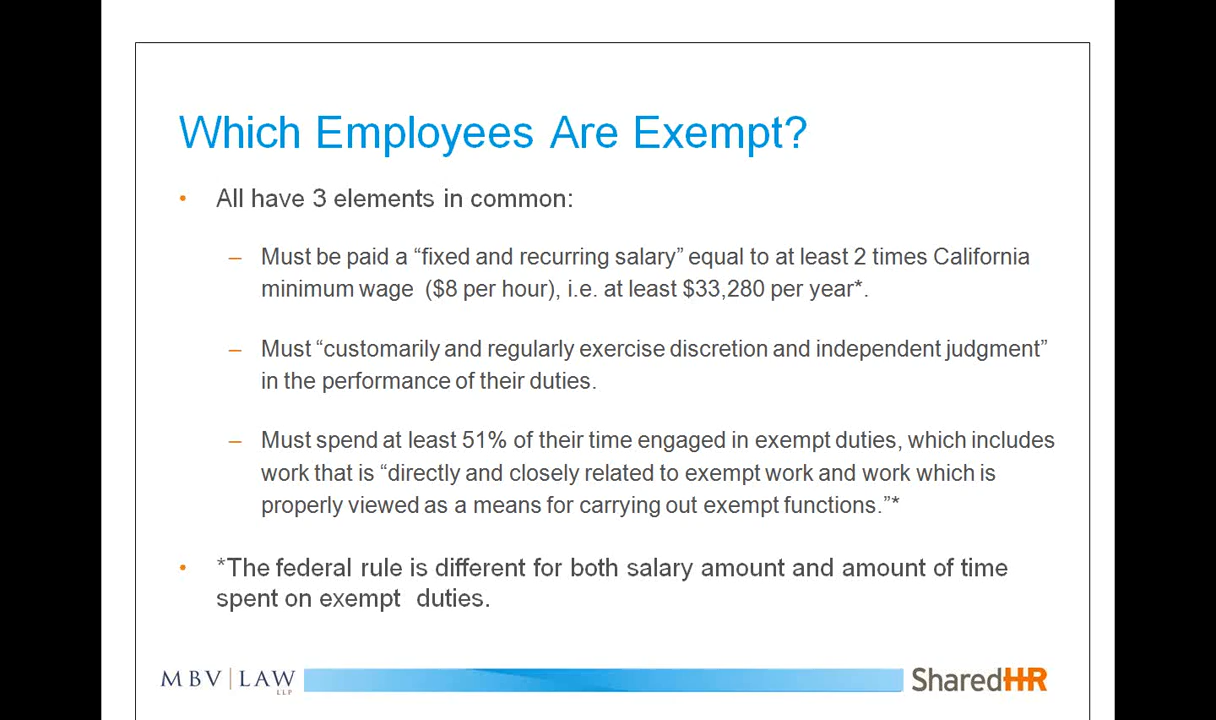 Which Employees Are Exempt?
• All have 3 elements in common:
– Must be paid a “fixed and recurring salary” equal to at least 2 times California
minimum wage  ($8 per hour), i.e. at least $33,280 per year*.
– Must “customarily and regularly exercise discretion and independent judgment”
in the performance of their duties.
– Must spend at least 51% of their time engaged in exempt duties, which includes
work that is “directly and closely related to exempt work and work which is
properly viewed as a means for carrying out exempt functions.”*
• *The federal rule is different for both salary amount and amount of time
spent on exempt  duties.
MBV | LAW
LLP
SharedHR